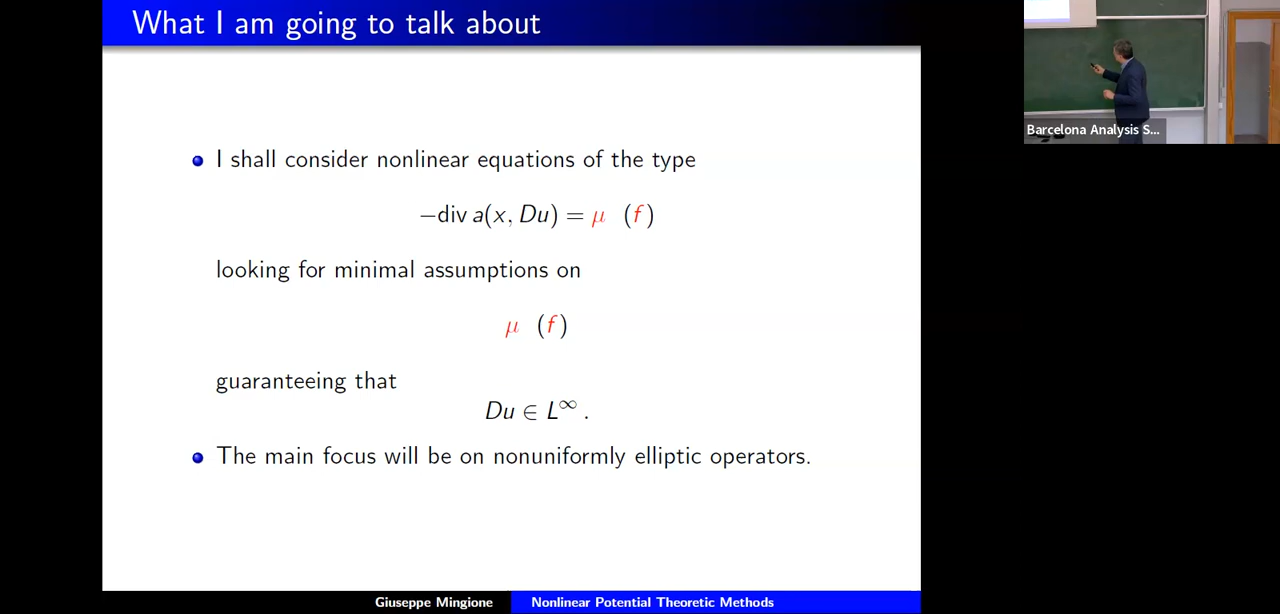 What I am going to talk about
I shall consider nonlinear equations of the type
−div a(x, Du) = μ (f)
looking for minimal assumptions on
μ (f)
guaranteeing that
Du ∈ L^∞ .
The main focus will be on nonuniformly elliptic operators.
Giuseppe Mingione
Nonlinear Potential Theoretic Methods
Barcelona Analysis S...